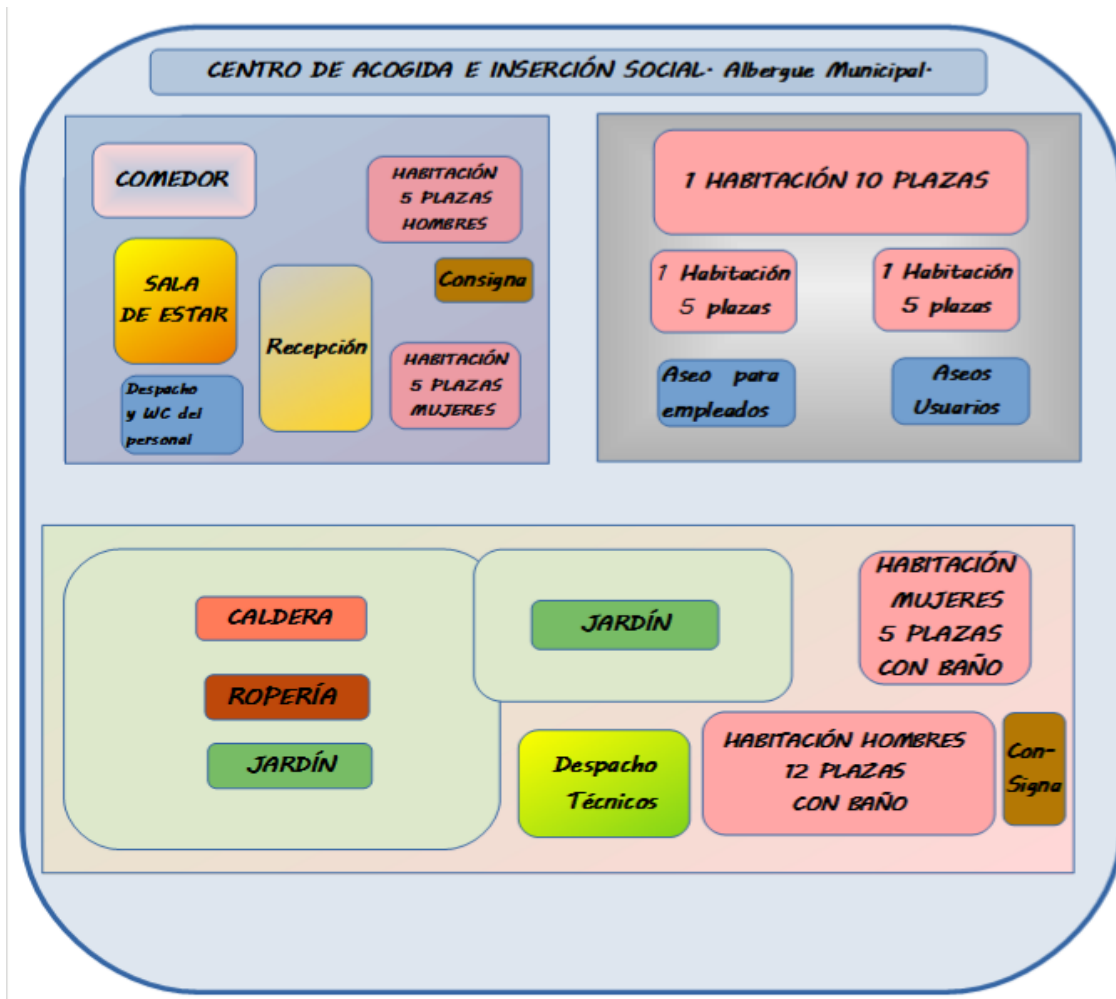 CENTRO DE ACOGIDA E INSERCIÓN SOCIAL· Albergue Municipal·
COMEDOR
HABITACIÓN
5 PLAZAS
HOMBRES
SALA
DE ESTAR
Recepción
Consigna
HABITACIÓN
5 PLAZAS
MUJERES
Despacho
y WC del
personal
1 HABITACIÓN 10 PLAZAS
1 Habitación
5 plazas
1 Habitación
5 plazas
Aseo para
empleados
Aseos
Usuarios
CALDERA
ROPERÍA
JARDÍN
JARDÍN
HABITACIÓN
MUJERES
5 PLAZAS
CON BAÑO
Despacho
Técnicos
HABITACIÓN HOMBRES
12 PLAZAS
CON BAÑO
Con-
Signa